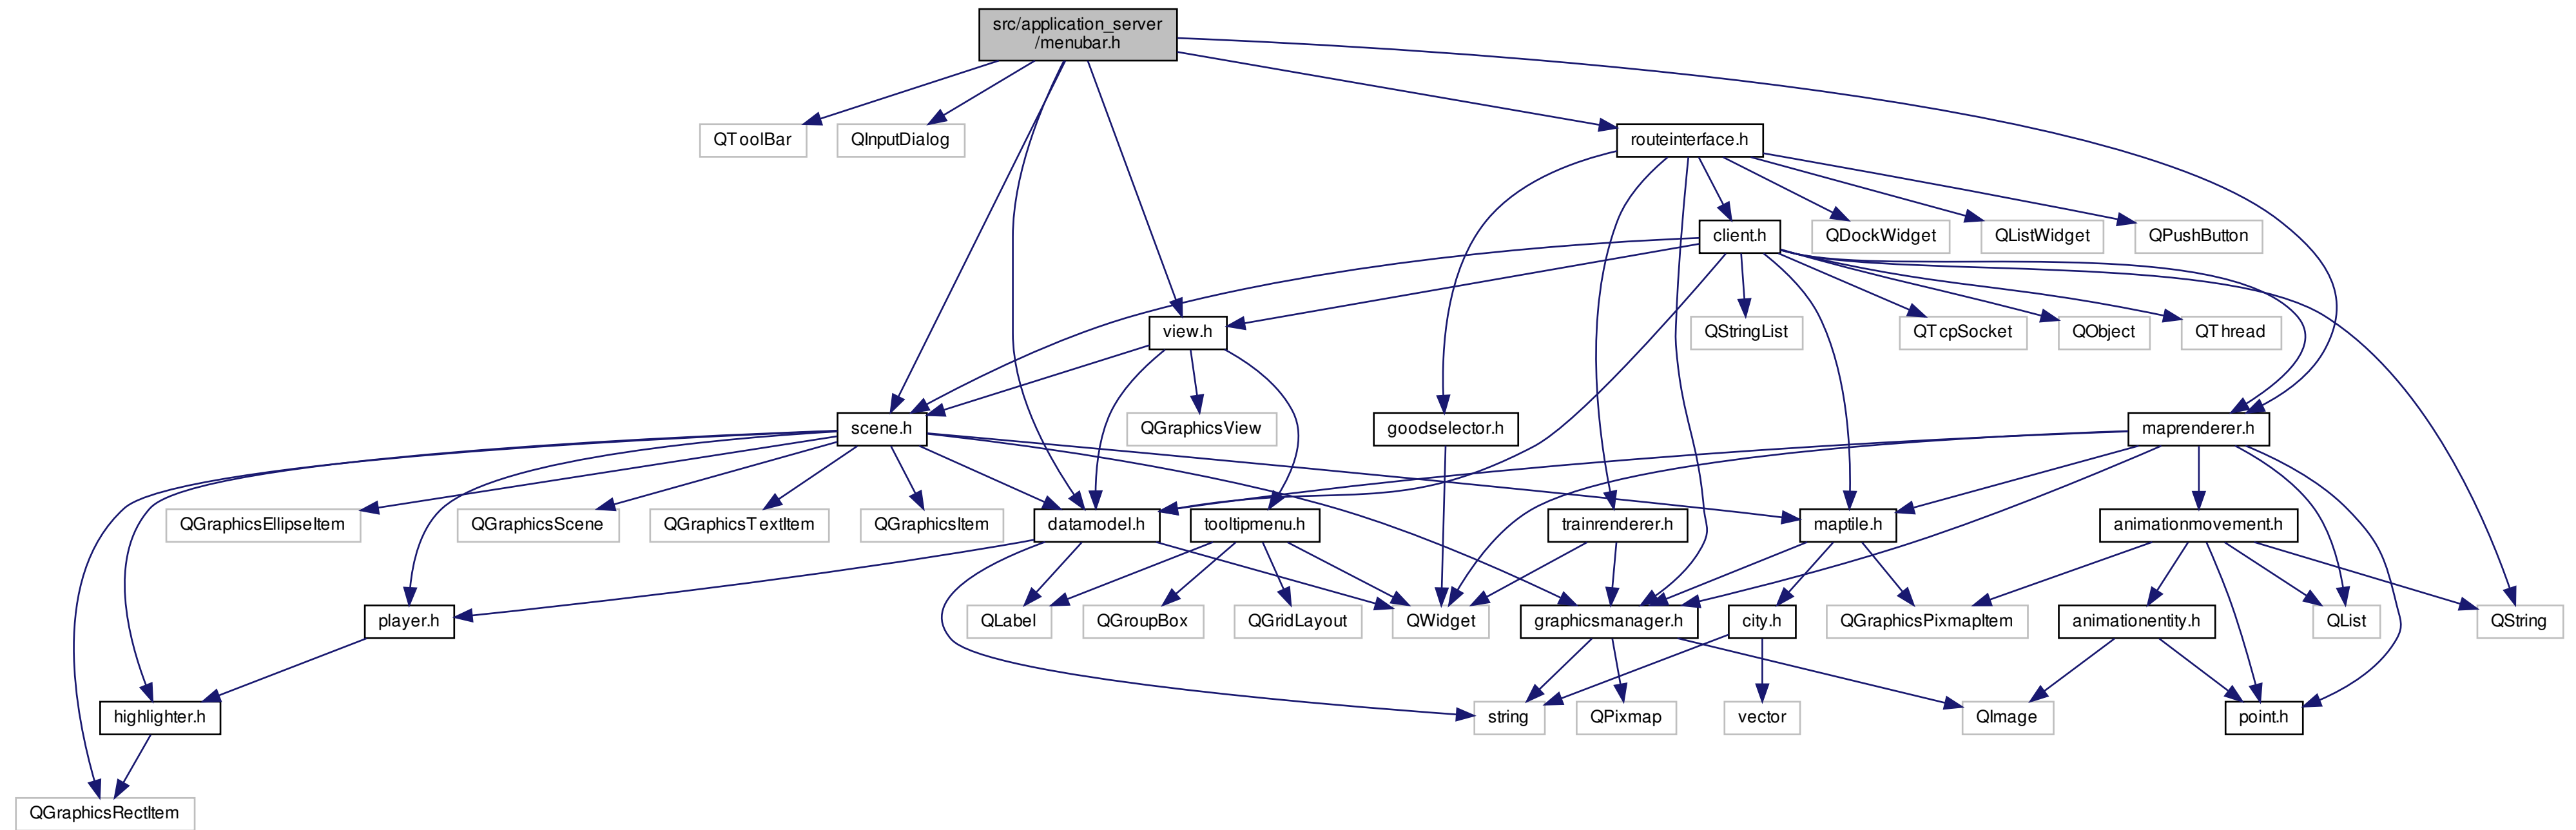 src/application_server
/menubar.h
QToolBar
QInputDialog
routeinterface.h
client.h
QDockWidget
QListWidget
QPushButton
view.h
QStringList
QTcpSocket
QObject
QThread
scene.h
QGraphicsView
goodselector.h
maprenderer.h
QGraphicsEllipseItem
QGraphicsScene
QGraphicsTextItem
QGraphicsItem
datamodel.h
tooltipmenu.h
trainrenderer.h
maptile.h
animationmovement.h
player.h
QLabel
QGroupBox
QGridLayout
QWidget
graphicsmanager.h
city.h
QGraphicsPixmapItem
animationentity.h
QList
QString
highlighter.h
string
QPixmap
vector
QImage
point.h
QGraphicsRectItem